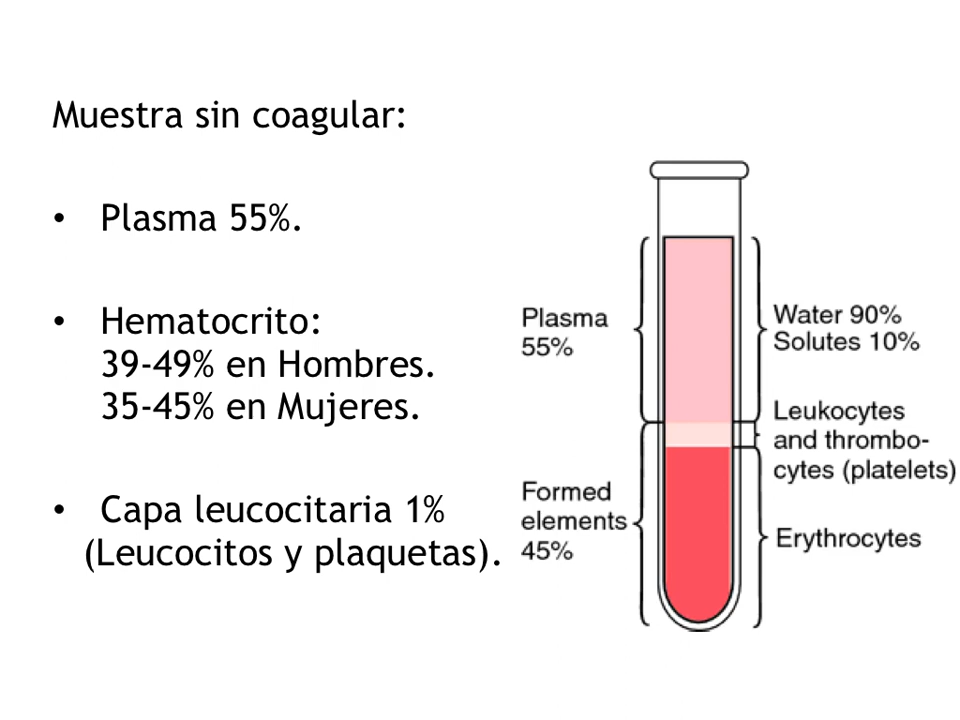 Muestra sin coagular:
• Plasma 55%.
• Hematocrito:
39-49% en Hombres.
35-45% en Mujeres.
• Capa leucocitaria 1%
(Leucocitos y plaquetas).
Plasma
55%
Formed
elements
45%
Water 90%
Solutes 10%
Leukocytes
and thrombo-
cytes (platelets)
Erythrocytes